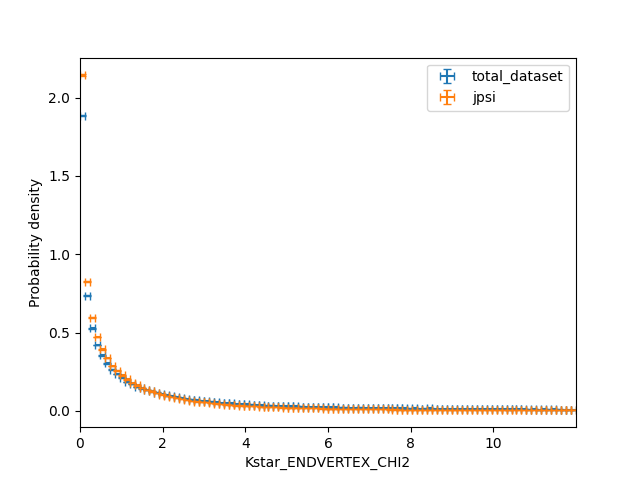 total_dataset
jpsi
2.0
1.5
1.0
0.5
0.0
Probability density
0 2 4 6 8 10
Kstar_ENDVERTEX_CHI2